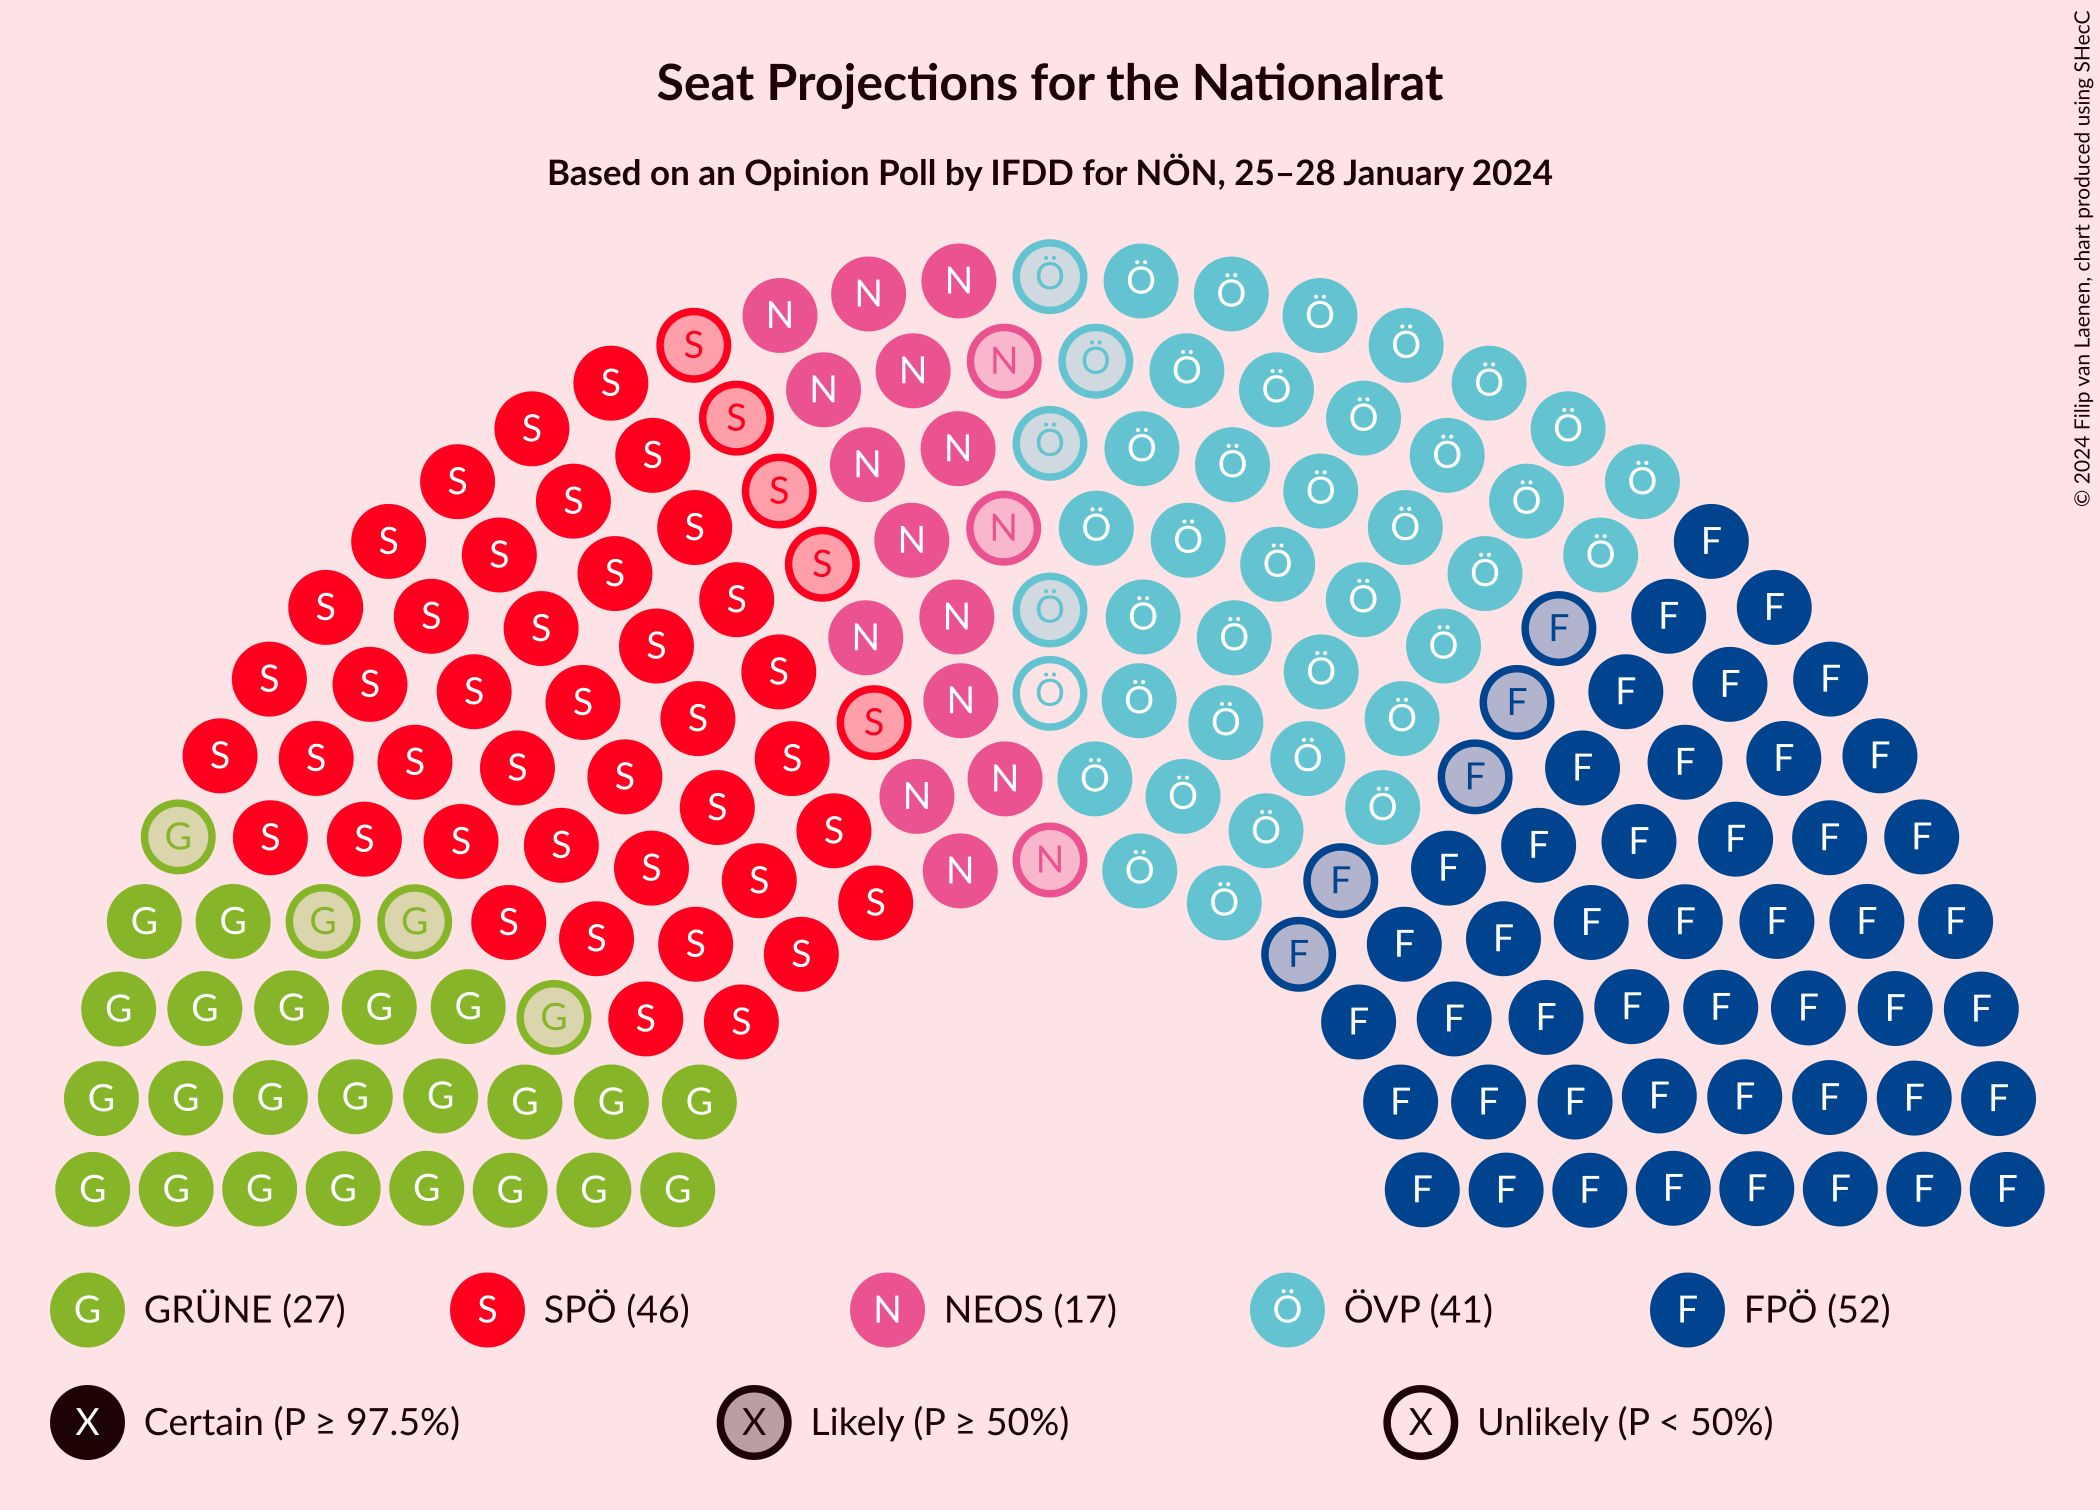 Seat Projections for the Nationalrat
Based on an Opinion Poll by IFDD for NÖN, 25–28 January 2024
© 2024 Filip van Laenen, chart produced using SHecC
N N N Ö Ö Ö Ö Ö Ö Ö Ö
S S S S S S S S S
G G G G G
N N N Ö Ö Ö Ö Ö Ö Ö
F F F F F F F F F F
G GRÜNE (27)
S SPÖ (46)
N NEOS (17)
Ö ÖVP (41)
F FPÖ (52)
X Certain (P ≥ 97.5%)
X Likely (P ≥ 50%)
X Unlikely (P < 50%)